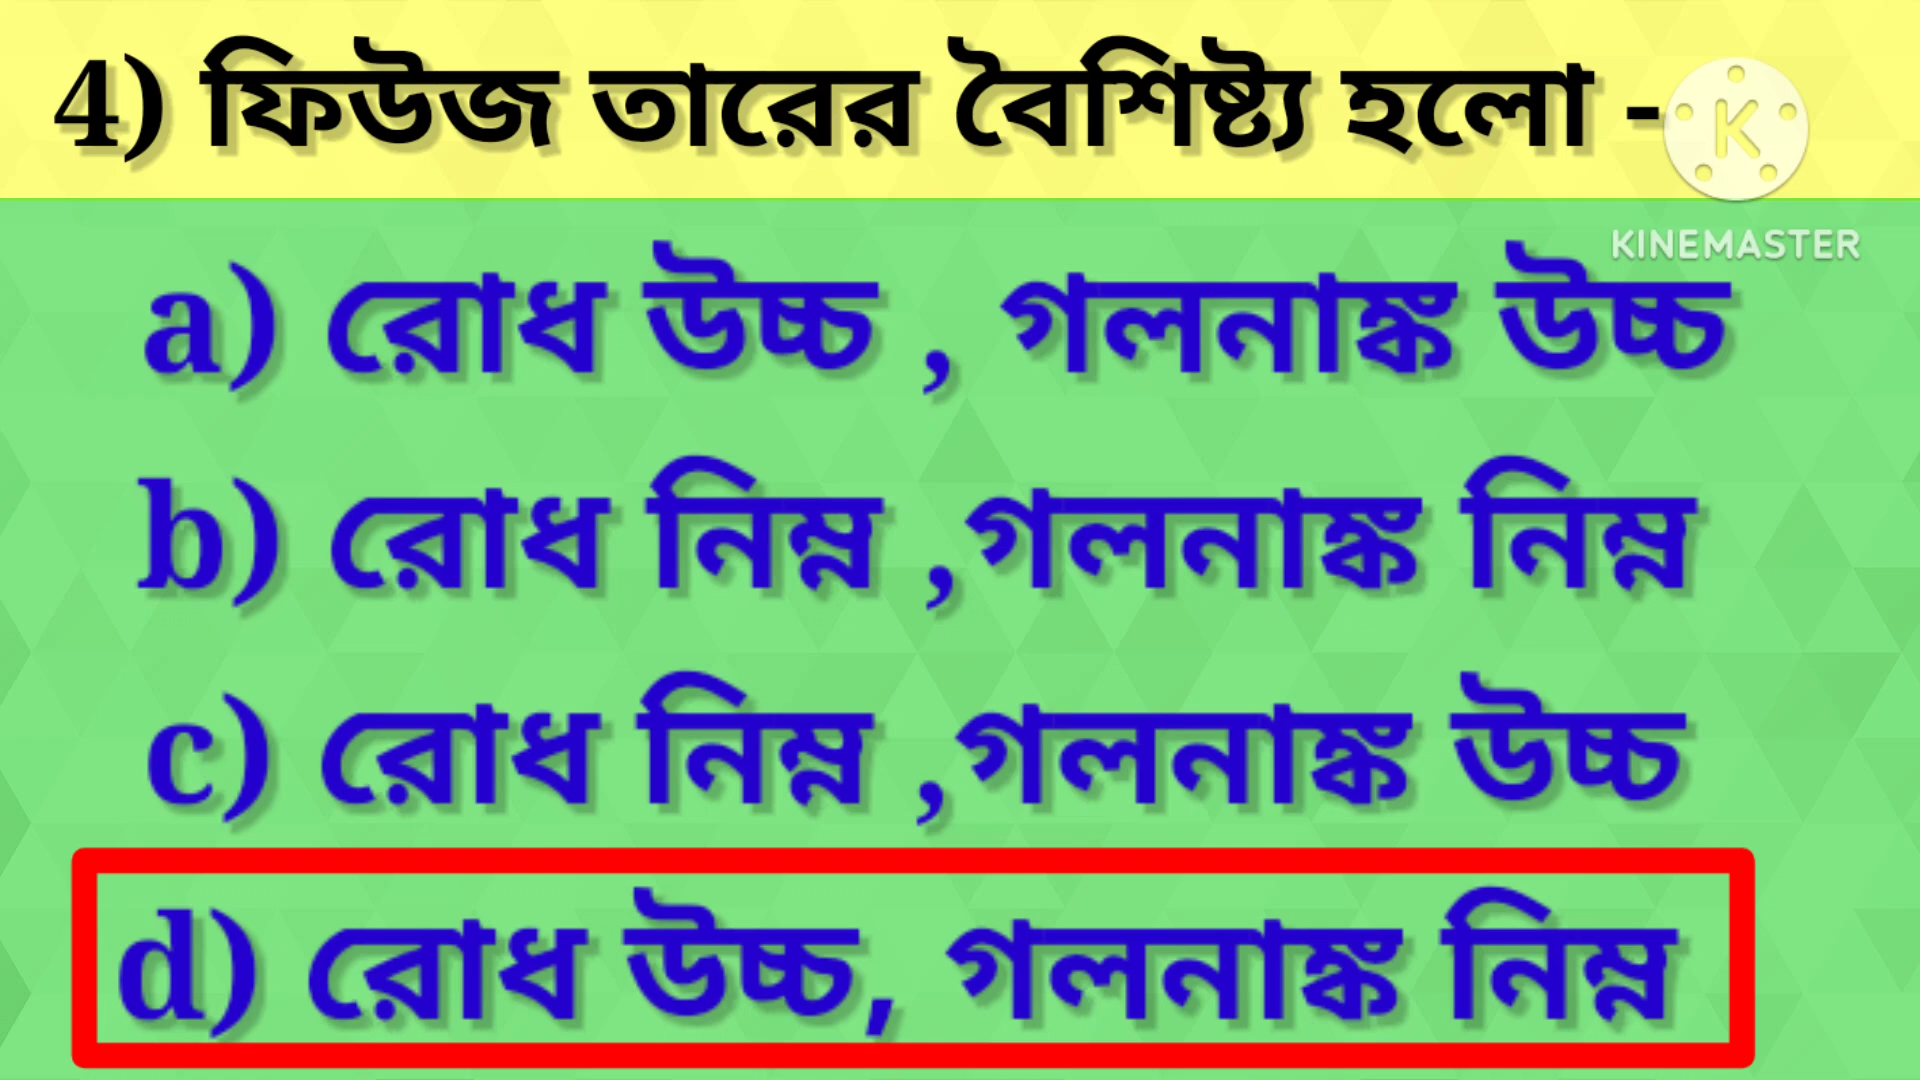 4) ফিউজ তারের বৈশিষ্ট্য হলো -
K
KINEMASTER
a) রোধ উচ্চ , গলনাঙ্ক উচ্চ
b) রোধ নিম্ন ,গলনাঙ্ক নিম্ন
c) রোধ নিম্ন ,গলনাঙ্ক উচ্চ
d) রোধ উচ্চ, গলনাঙ্ক নিম্ন